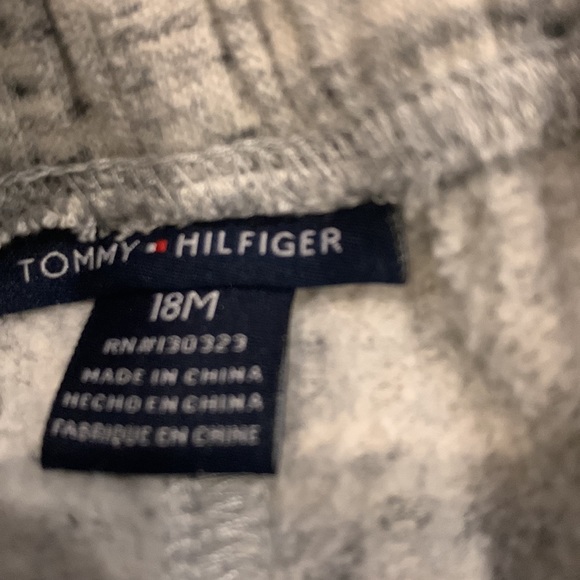 TOMMY HILFIGER
18M
RN#130323
MADE IN CHINA
HECHO EN CHINA
FABRIQUE EN CHINE